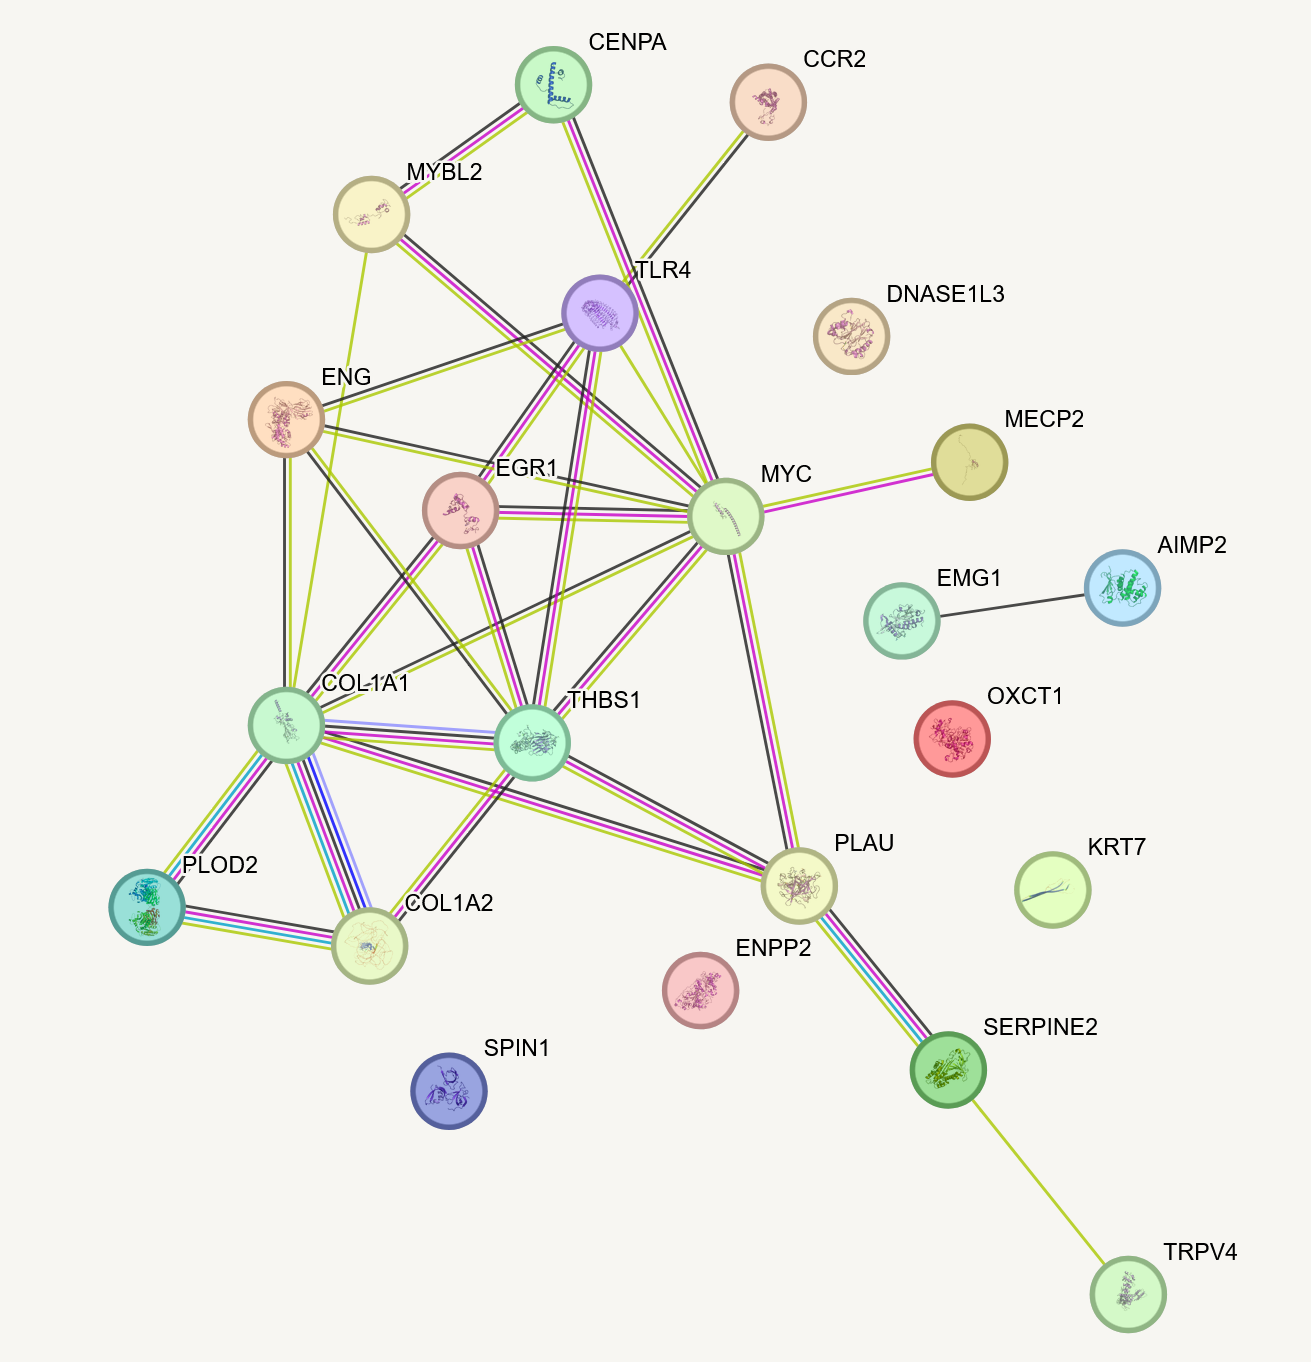 CENPA
CCR2
MYBL2
TLR4
DNASE1L3
ENG
MECP2
EGR1
MYC
AIMP2
EMG1
COL1A1
OXCT1
THBS1
PLAU
KRT7
PLOD2
COL1A2
ENPP2
SERPINE2
SPIN1
TRPV4